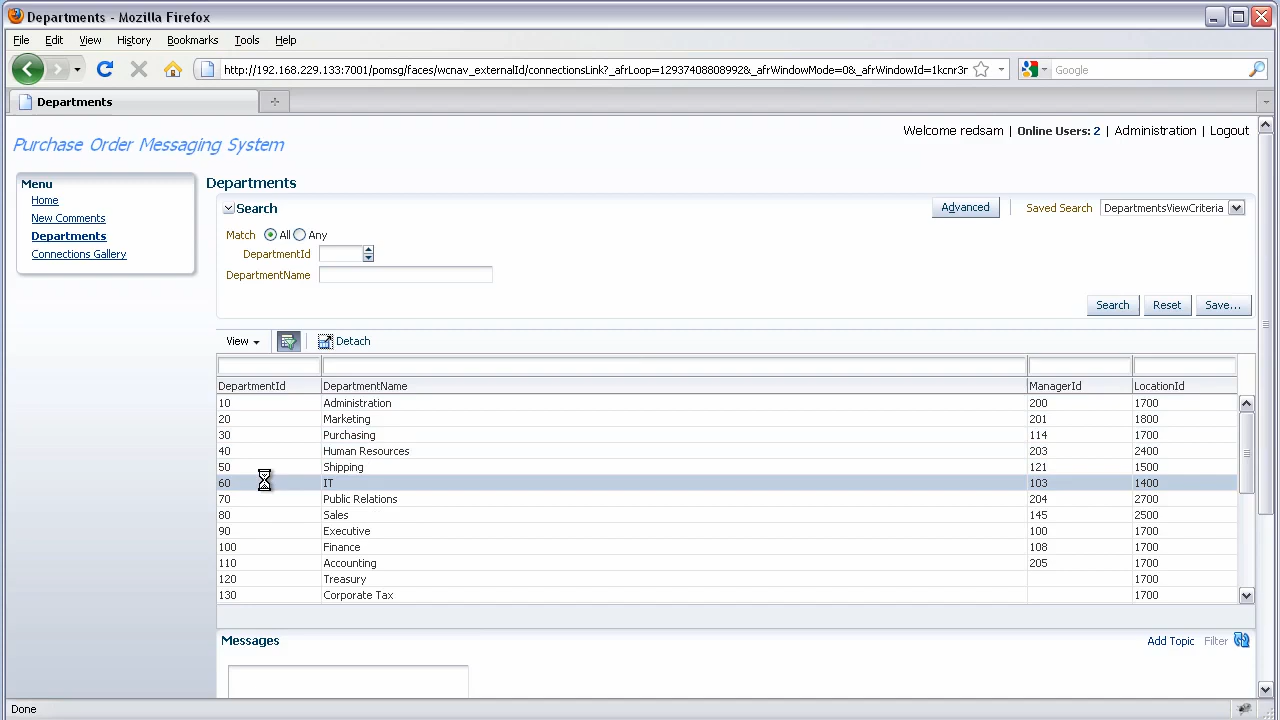 Departments - Mozilla Firefox
File Edit View History Bookmarks Tools Help
http://192.168.229.133:7001/pomsg/faces/wcnav_externalId/connectionsLink?_afrLoop=12937408808992&_afrWindowMode=0&_afrWindowId=1kcnr3r
Google
Departments
Welcome redsam | Online Users: 2 | Administration | Logout
Purchase Order Messaging System
Menu
Home
New Comments
Departments
Connections Gallery
Departments
Search
Advanced
Saved Search DepartmentsViewCriteria
Match All Any
DepartmentId
DepartmentName
Search Reset Save...
View Detach
DepartmentId DepartmentName ManagerId LocationId
10 Administration 200 1700
20 Marketing 201 1800
30 Purchasing 114 1700
40 Human Resources 203 2400
50 Shipping 121 1500
60 IT 103 1400
70 Public Relations 204 2700
80 Sales 145 2500
90 Executive 100 1700
100 Finance 108 1700
110 Accounting 205 1700
120 Treasury 1700
130 Corporate Tax 1700
Messages
Add Topic Filter
Done